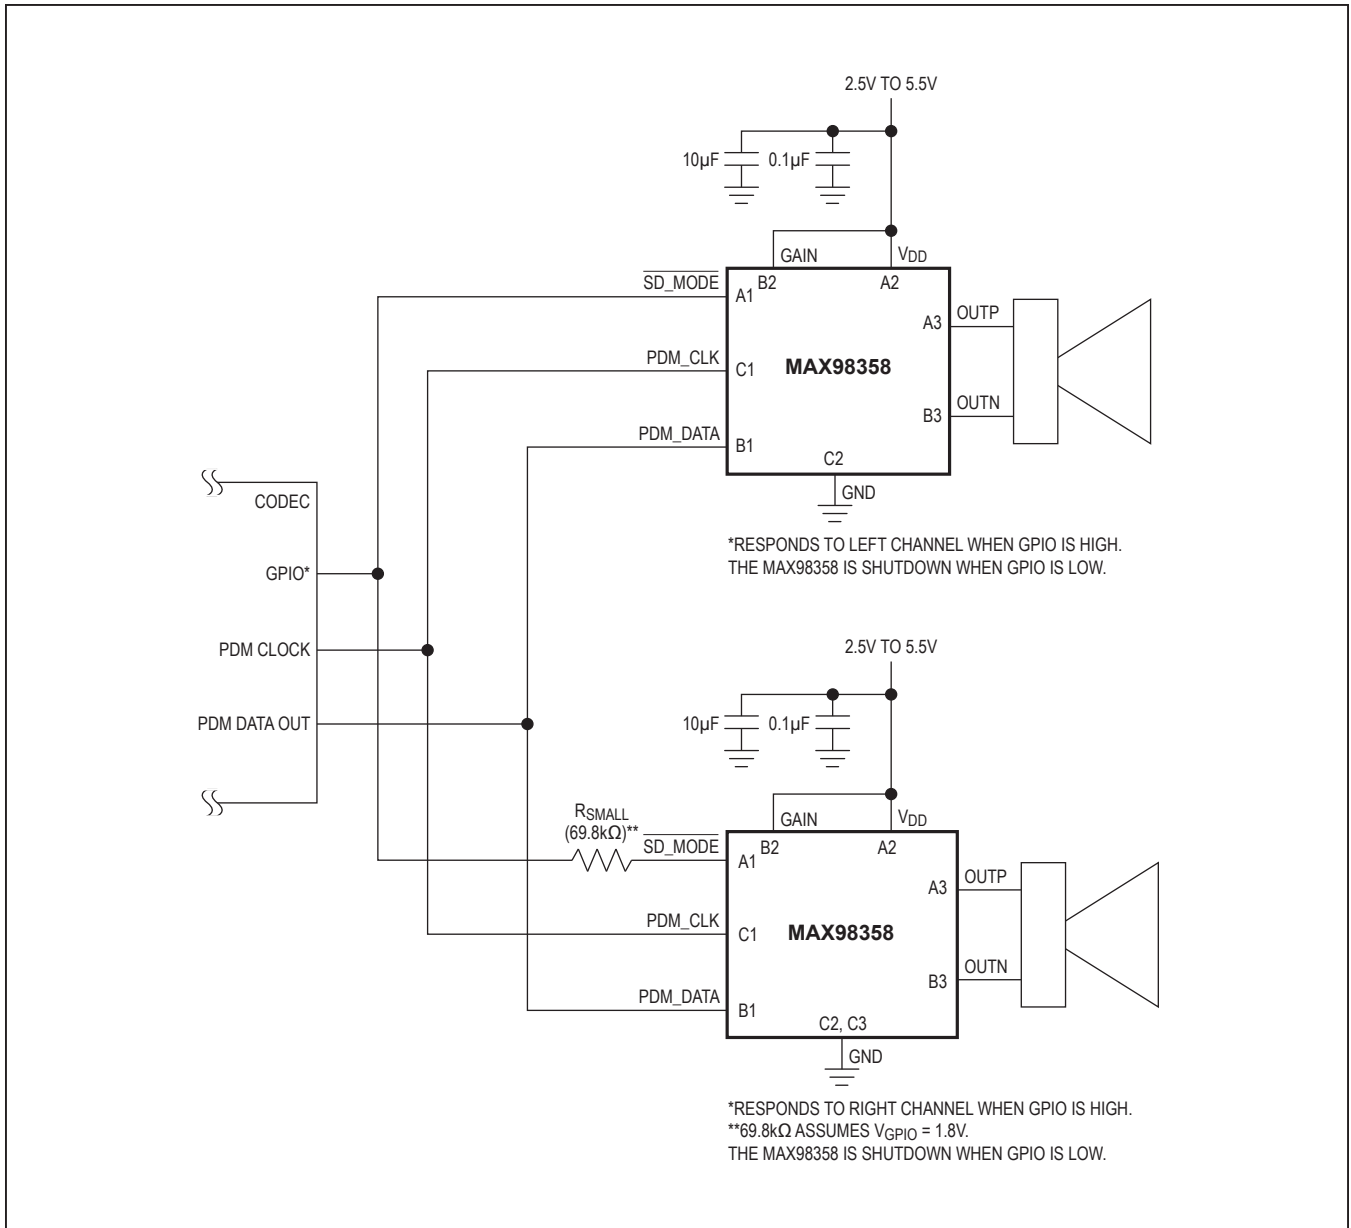 2.5V TO 5.5V
10µF
0.1µF
GAIN
VDD
SD_MODE
B2
A2
A1
OUTP
A3
PDM_CLK
C1
MAX98358
OUTN
B3
PDM_DATA
B1
C2
GND
CODEC
*RESPONDS TO LEFT CHANNEL WHEN GPIO IS HIGH.
THE MAX98358 IS SHUTDOWN WHEN GPIO IS LOW.
GPIO*
PDM CLOCK
2.5V TO 5.5V
PDM DATA OUT
10µF
0.1µF
RSMALL
(69.8kΩ)**
GAIN
VDD
SD_MODE
B2
A2
A1
OUTP
A3
PDM_CLK
C1
MAX98358
OUTN
B3
PDM_DATA
B1
C2, C3
GND
*RESPONDS TO RIGHT CHANNEL WHEN GPIO IS HIGH.
**69.8kΩ ASSUMES VGPIO = 1.8V.
THE MAX98358 IS SHUTDOWN WHEN GPIO IS LOW.